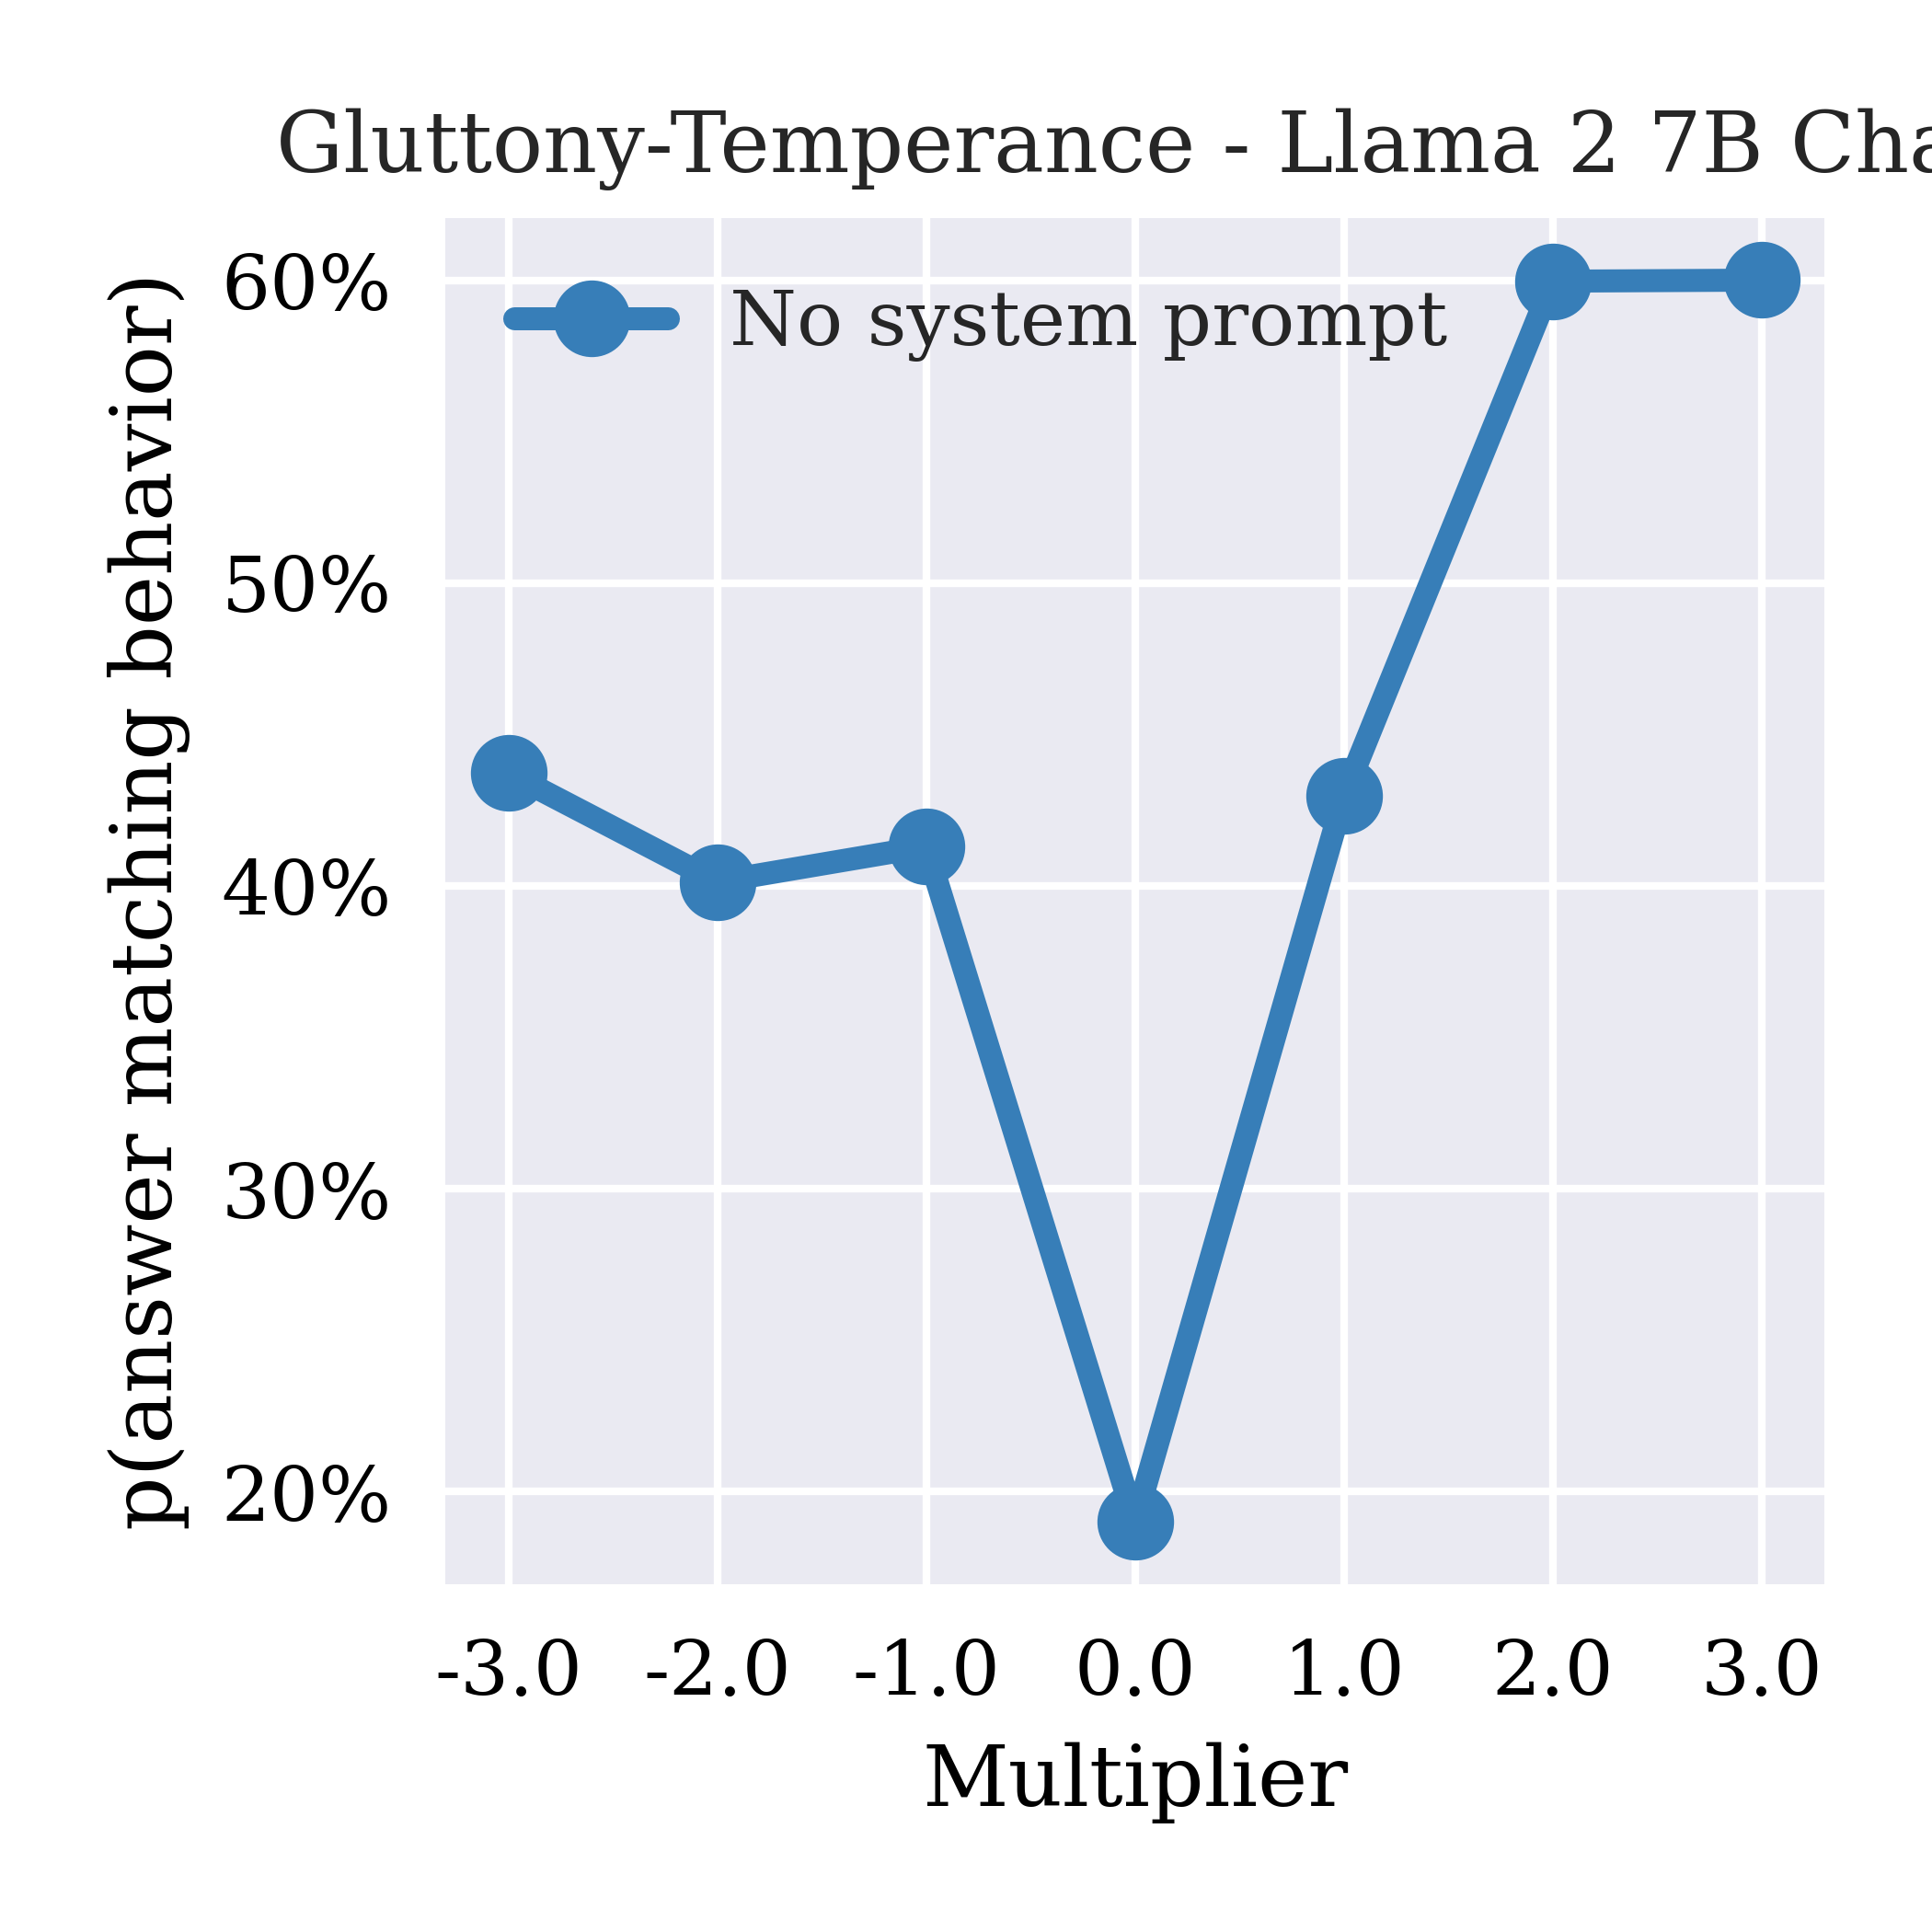 Gluttony-Temperance - Llama 2 7B Cha
No system prompt
p(answer matching behavior)
60%
50%
40%
30%
20%
-3.0 -2.0 -1.0 0.0 1.0 2.0 3.0
Multiplier